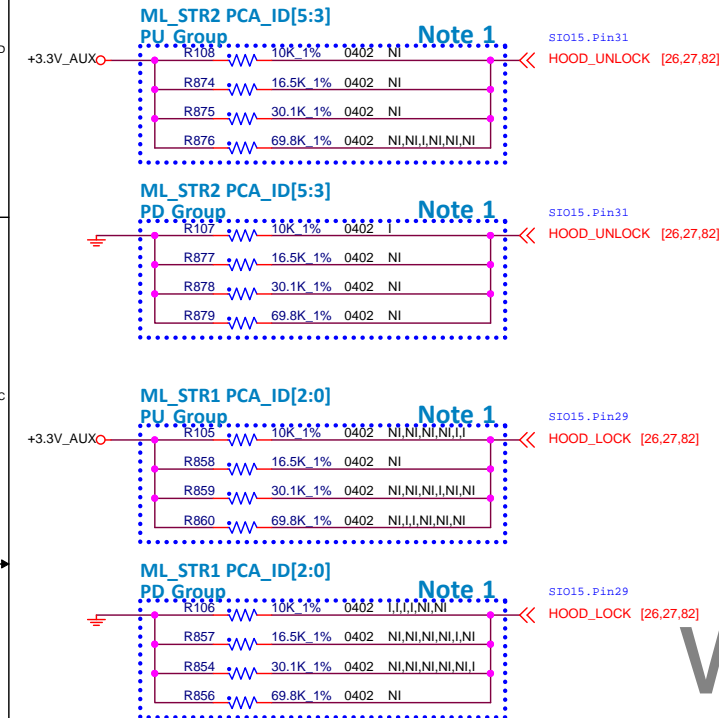 ML_STR2 PCA_ID[5:3]
PU Group Note 1
SIO15.Pin31
D
+3.3V_AUX R108 10K_1% 0402 NI HOOD_UNLOCK [26,27,82]
R874 16.5K_1% 0402 NI
R875 30.1K_1% 0402 NI
R876 69.8K_1% 0402 NI,NI,I,NI,NI,NI
ML_STR2 PCA_ID[5:3]
PD Group Note 1
SIO15.Pin31
R107 10K_1% 0402 I HOOD_UNLOCK [26,27,82]
R877 16.5K_1% 0402 NI
R878 30.1K_1% 0402 NI
R879 69.8K_1% 0402 NI
C
ML_STR1 PCA_ID[2:0]
PU Group Note 1
SIO15.Pin29
+3.3V_AUX R105 10K_1% 0402 NI,NI,NI,NI,I,I HOOD_LOCK [26,27,82]
R858 16.5K_1% 0402 NI
R859 30.1K_1% 0402 NI,NI,NI,I,NI,NI
R860 69.8K_1% 0402 NI,I,I,NI,NI,NI
ML_STR1 PCA_ID[2:0]
PD Group Note 1
SIO15.Pin29
R106 10K_1% 0402 I,I,I,I,NI,NI HOOD_LOCK [26,27,82]
R857 16.5K_1% 0402 NI,NI,NI,NI,I,NI
R854 30.1K_1% 0402 NI,NI,NI,NI,NI,I
R856 69.8K_1% 0402 NI